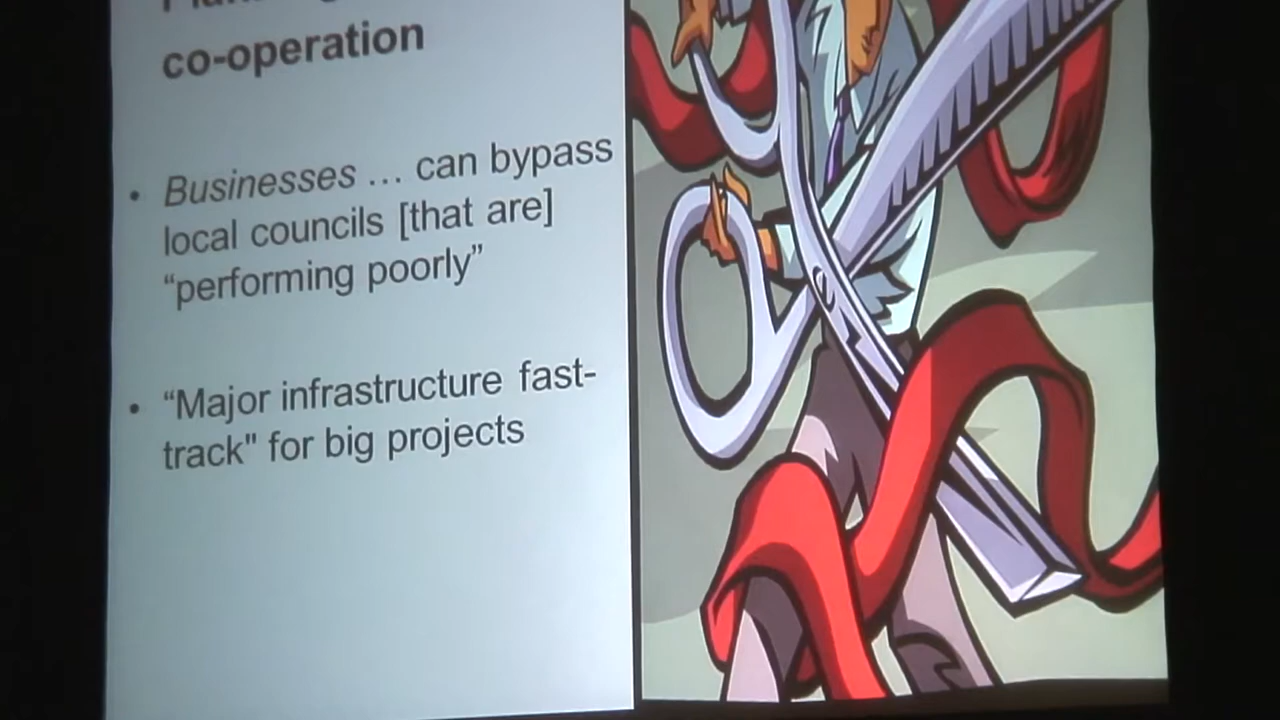 co-operation
• Businesses … can bypass
local councils [that are]
“performing poorly”
• “Major infrastructure fast-
track" for big projects